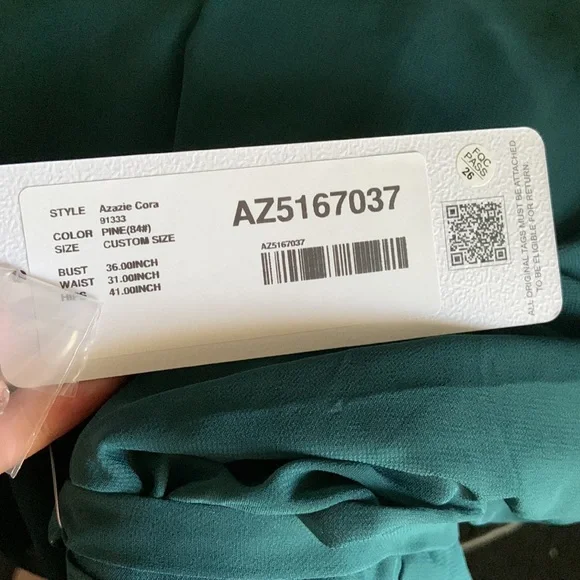 STYLE Azazie Cora
91333
COLOR PINE(84#)
SIZE CUSTOM SIZE
BUST 36.00INCH
WAIST 31.00INCH
HIPS 41.00INCH
AZ5167037
AZ5167037
FQC
PASS
26
ALL ORIGINAL TAGS MUST BE ATTACHED
TO BE ELIGIBLE FOR RETURN